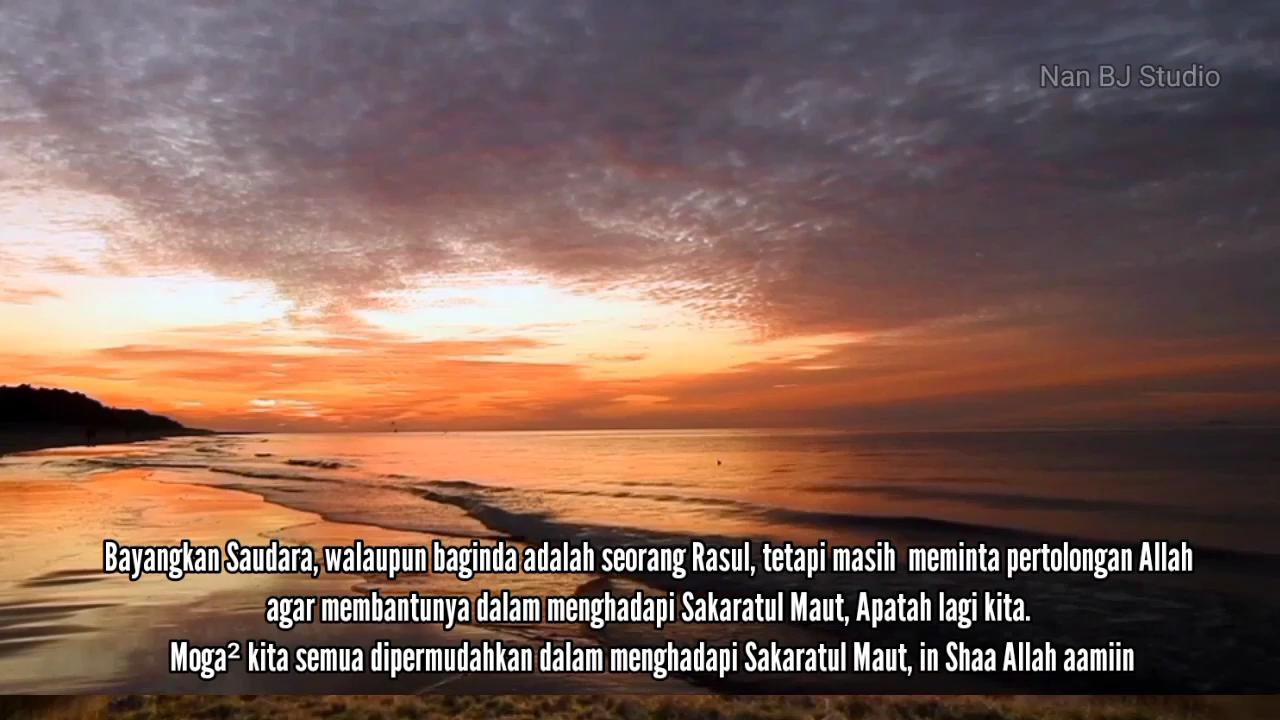 Nan BJ Studio
Bayangkan Saudara, walaupun baginda adalah seorang Rasul, tetapi masih  meminta pertolongan Allah
agar membantunya dalam menghadapi Sakaratul Maut, Apatah lagi kita.
Moga² kita semua dipermudahkan dalam menghadapi Sakaratul Maut, in Shaa Allah aamiin